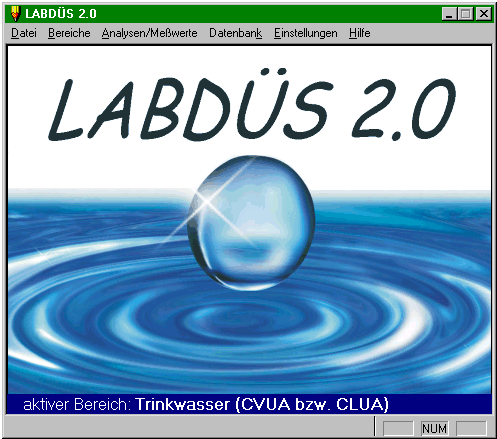 LABDÜS 2.0
Datei Bereiche Analysen/Meßwerte Datenbank Einstellungen Hilfe
LABDÜS 2.0
aktiver Bereich: Trinkwasser (CVUA bzw. CLUA)
NUM